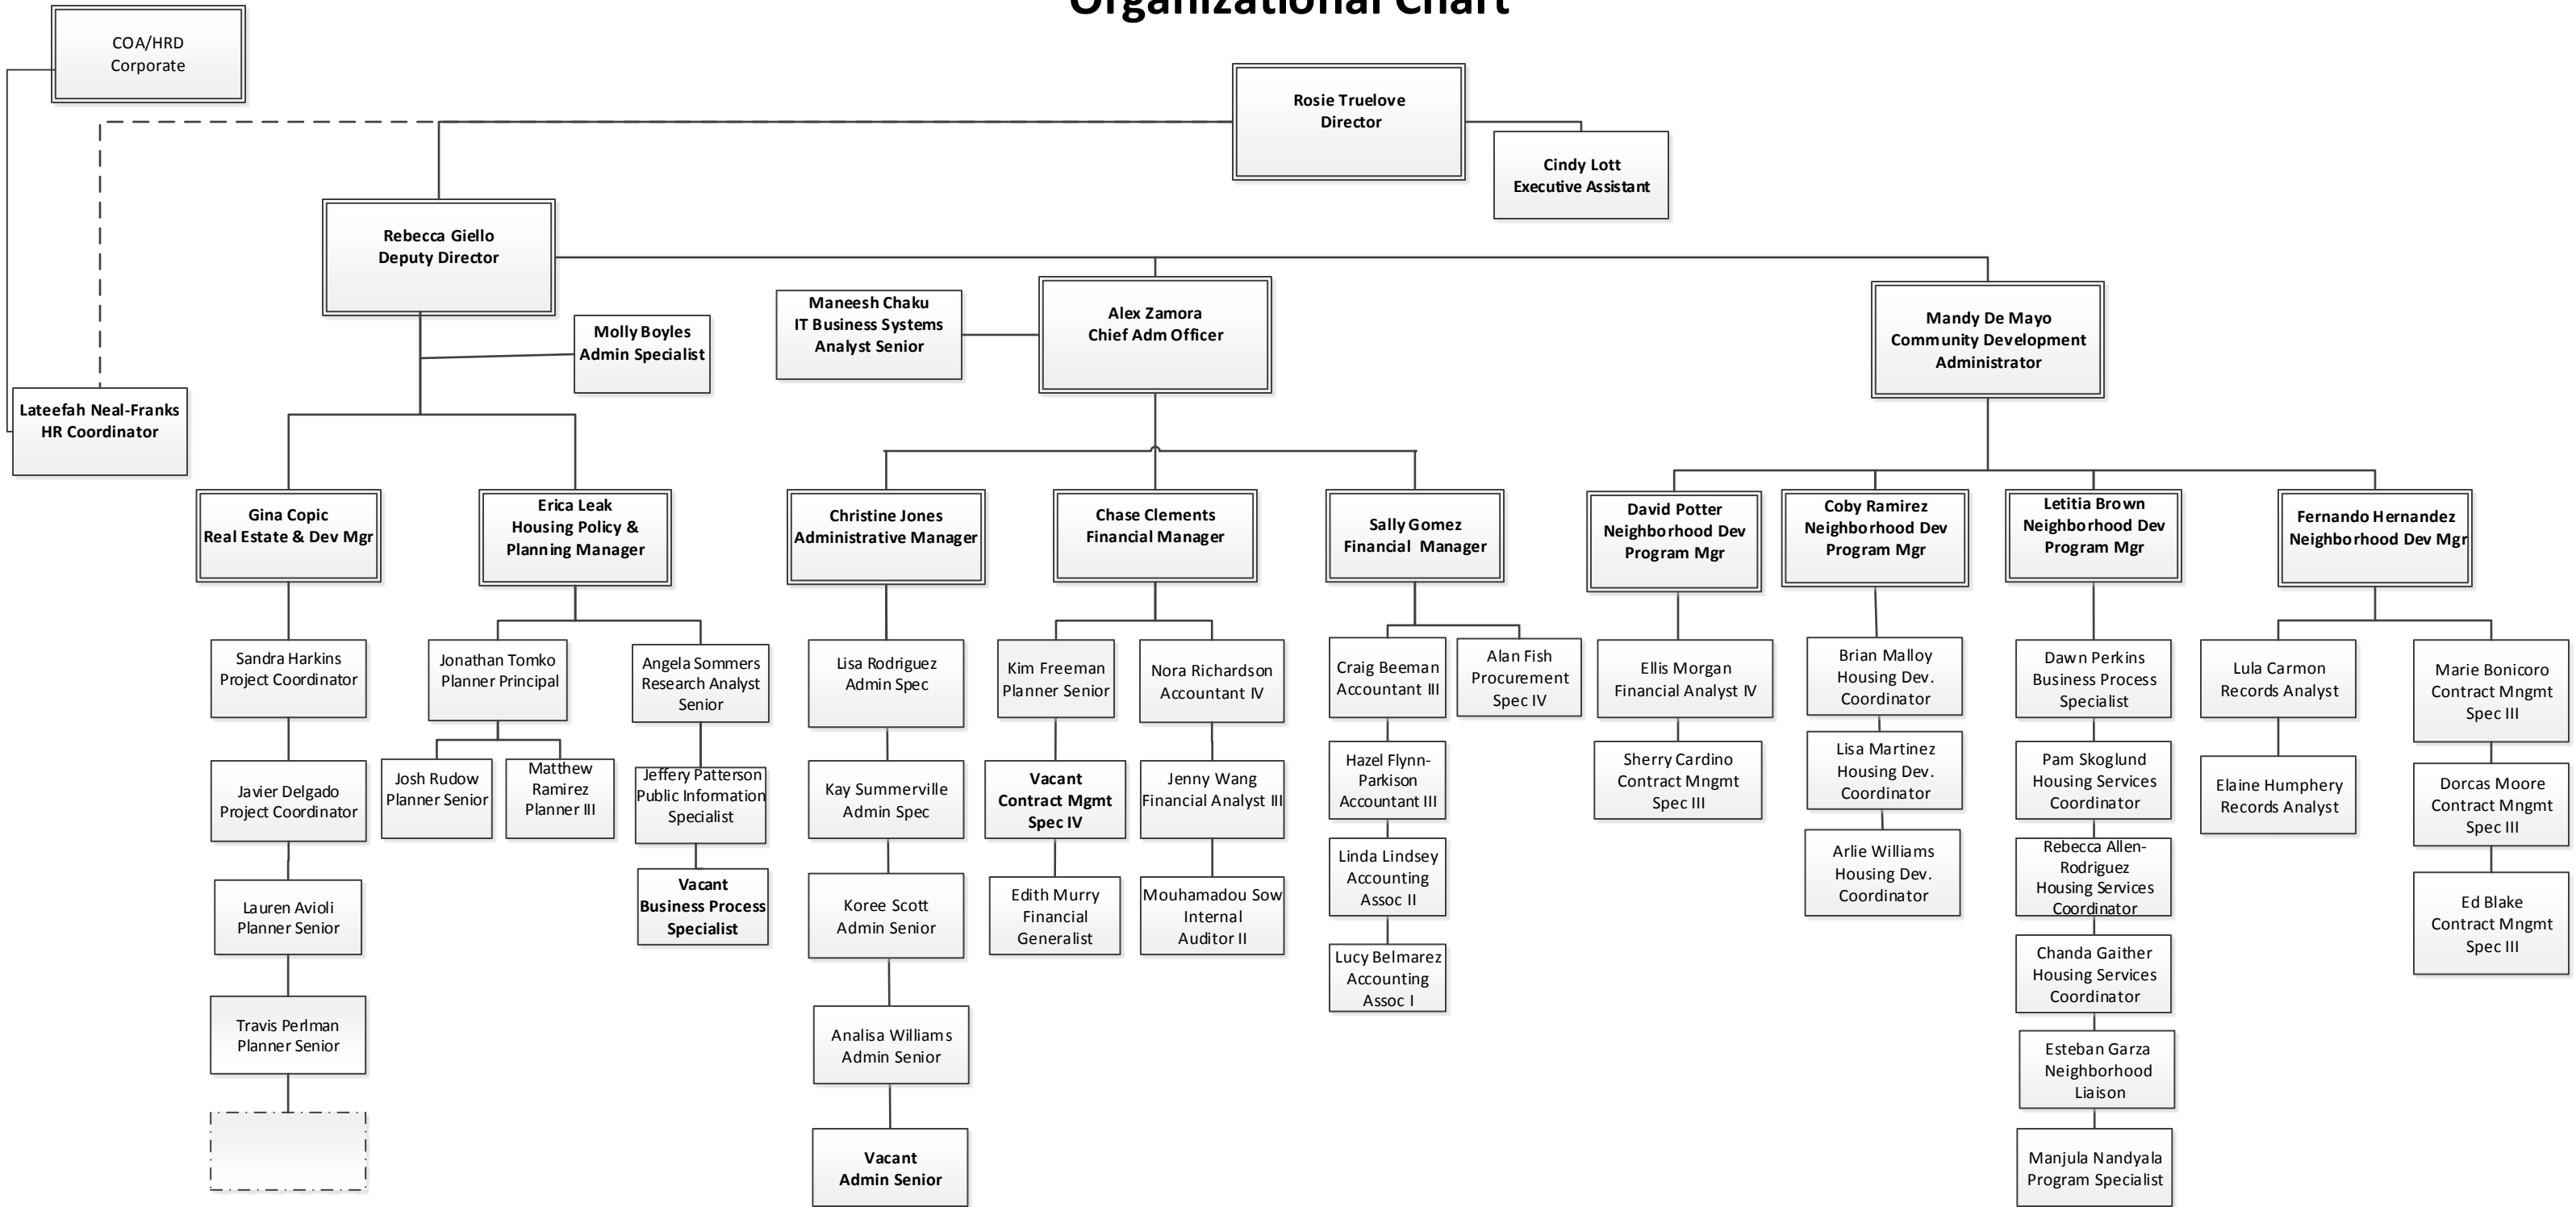 Organizational Chart
COA/HRD
Corporate
Rosie Truelove
Director
Cindy Lott
Executive Assistant
Rebecca Giello
Deputy Director
Molly Boyles
Admin Specialist
Maneesh Chaku
IT Business Systems
Analyst Senior
Alex Zamora
Chief Adm Officer
Mandy De Mayo
Community Development
Administrator
Lateefah Neal-Franks
HR Coordinator
Gina Copic
Real Estate & Dev Mgr
Erica Leak
Housing Policy &
Planning Manager
Christine Jones
Administrative Manager
Chase Clements
Financial Manager
Sally Gomez
Financial Manager
David Potter
Neighborhood Dev
Program Mgr
Coby Ramirez
Neighborhood Dev
Program Mgr
Letitia Brown
Neighborhood Dev
Program Mgr
Fernando Hernandez
Neighborhood Dev Mgr
Sandra Harkins
Project Coordinator
Javier Delgado
Project Coordinator
Lauren Avioli
Planner Senior
Travis Perlman
Planner Senior
Jonathan Tomko
Planner Principal
Josh Rudow
Planner Senior
Matthew
Ramirez
Planner III
Angela Sommers
Research Analyst
Senior
Jeffery Patterson
Public Information
Specialist
Vacant
Business Process
Specialist
Lisa Rodriguez
Admin Spec
Kay Summerville
Admin Spec
Koree Scott
Admin Senior
Analisa Williams
Admin Senior
Vacant
Admin Senior
Kim Freeman
Planner Senior
Vacant
Contract Mgmt
Spec IV
Edith Murry
Financial
Generalist
Nora Richardson
Accountant IV
Jenny Wang
Financial Analyst III
Mouhamadou Sow
Internal
Auditor II
Craig Beeman
Accountant III
Hazel Flynn-
Parkison
Accountant III
Linda Lindsey
Accounting
Assoc II
Lucy Belmarez
Accounting
Assoc I
Alan Fish
Procurement
Spec IV
Ellis Morgan
Financial Analyst IV
Sherry Cardino
Contract Mngmt
Spec III
Brian Malloy
Housing Dev.
Coordinator
Lisa Martinez
Housing Dev.
Coordinator
Arlie Williams
Housing Dev.
Coordinator
Dawn Perkins
Business Process
Specialist
Pam Skoglund
Housing Services
Coordinator
Rebecca Allen-
Rodriguez
Housing Services
Coordinator
Chanda Gaither
Housing Services
Coordinator
Esteban Garza
Neighborhood
Liaison
Manjula Nandyala
Program Specialist
Lula Carmon
Records Analyst
Elaine Humphery
Records Analyst
Marie Bonicoro
Contract Mngmt
Spec III
Dorcas Moore
Contract Mngmt
Spec III
Ed Blake
Contract Mngmt
Spec III